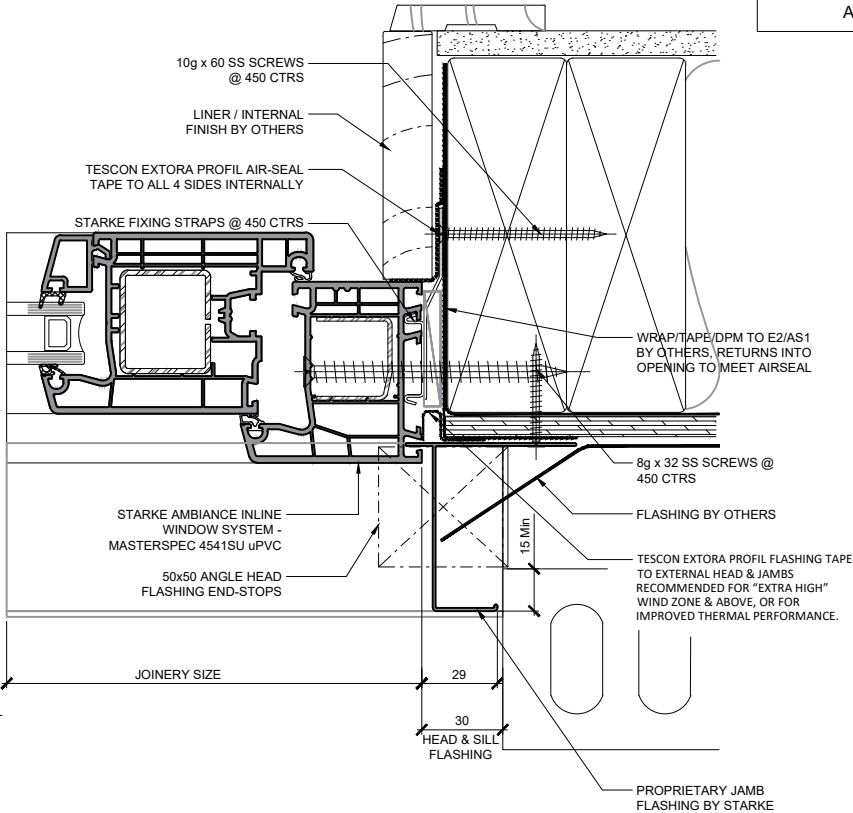 A
10g x 60 SS SCREWS
@ 450 CTRS
LINER / INTERNAL
FINISH BY OTHERS
TESCON EXTORA PROFIL AIR-SEAL
TAPE TO ALL 4 SIDES INTERNALLY
STARKE FIXING STRAPS @ 450 CTRS
WRAP/TAPE/DPM TO E2/AS1
BY OTHERS, RETURNS INTO
OPENING TO MEET AIRSEAL
8g x 32 SS SCREWS @
450 CTRS
FLASHING BY OTHERS
STARKE AMBIANCE INLINE
WINDOW SYSTEM -
MASTERSPEC 4541SU uPVC
50x50 ANGLE HEAD
FLASHING END-STOPS
15 Min
TESCON EXTORA PROFIL FLASHING TAPE
TO EXTERNAL HEAD & JAMBS
RECOMMENDED FOR "EXTRA HIGH"
WIND ZONE & ABOVE, OR FOR
IMPROVED THERMAL PERFORMANCE.
JOINERY SIZE
29
30
HEAD & SILL
FLASHING
PROPRIETARY JAMB
FLASHING BY STARKE